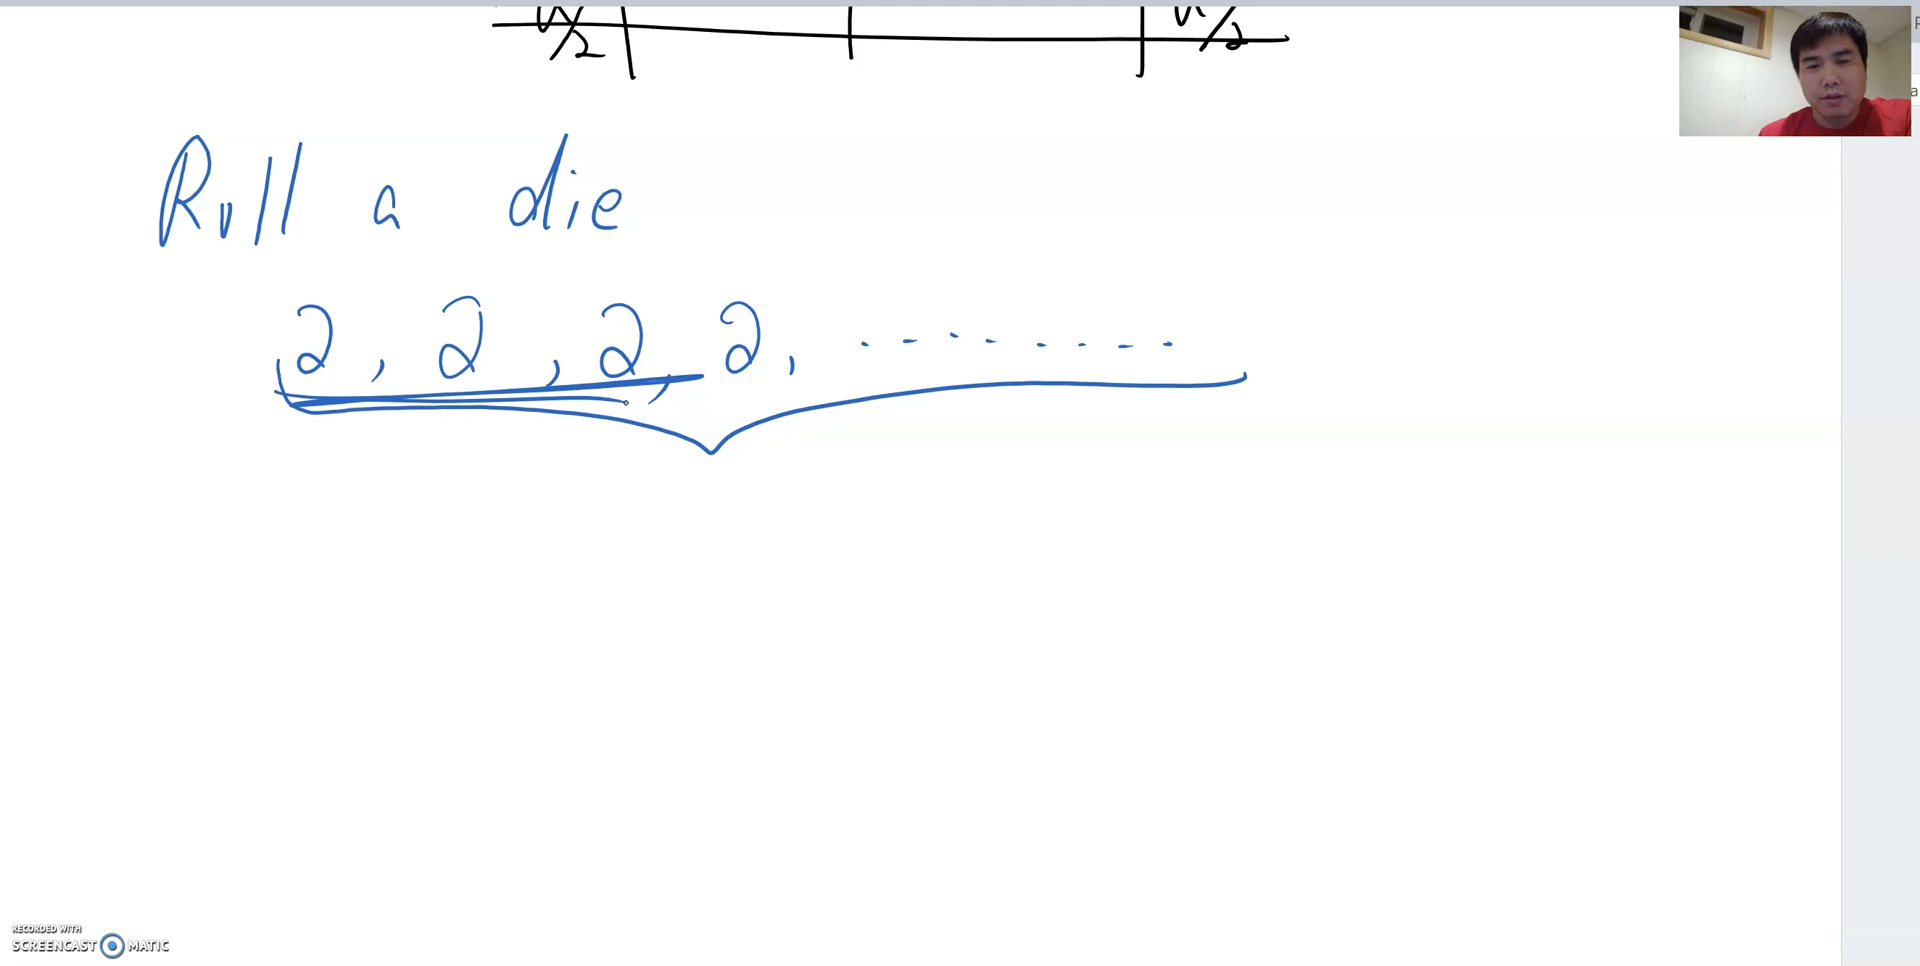 α/2 α/2
Roll a die
2, 2, 2, 2, . - . - . - . - .
RECORDED WITH
SCREENCAST MATIC